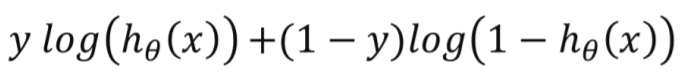 y log(hθ(x)) +(1 − y)log(1 − hθ(x))